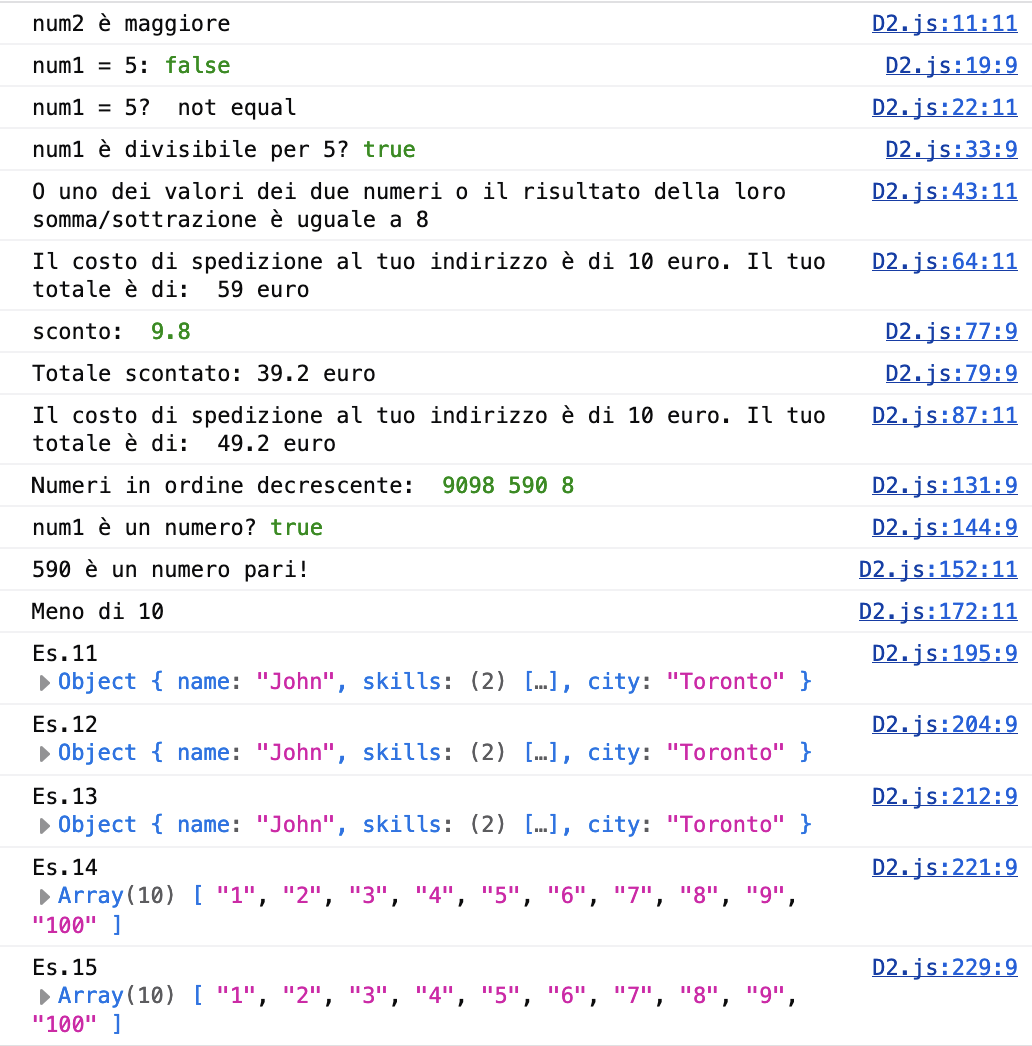 num2 è maggiore D2.js:11:11
num1 = 5: false D2.js:19:9
num1 = 5?  not equal D2.js:22:11
num1 è divisibile per 5? true D2.js:33:9
O uno dei valori dei due numeri o il risultato della loro D2.js:43:11
somma/sottrazione è uguale a 8
Il costo di spedizione al tuo indirizzo è di 10 euro. Il tuo D2.js:64:11
totale è di:  59 euro
sconto:  9.8 D2.js:77:9
Totale scontato: 39.2 euro D2.js:79:9
Il costo di spedizione al tuo indirizzo è di 10 euro. Il tuo D2.js:87:11
totale è di:  49.2 euro
Numeri in ordine decrescente:  9098 590 8 D2.js:131:9
num1 è un numero? true D2.js:144:9
590 è un numero pari! D2.js:152:11
Meno di 10 D2.js:172:11
Es.11 D2.js:195:9
Object { name: "John", skills: (2) […], city: "Toronto" }
Es.12 D2.js:204:9
Object { name: "John", skills: (2) […], city: "Toronto" }
Es.13 D2.js:212:9
Object { name: "John", skills: (2) […], city: "Toronto" }
Es.14 D2.js:221:9
Array(10) [ "1", "2", "3", "4", "5", "6", "7", "8", "9",
"100" ]
Es.15 D2.js:229:9
Array(10) [ "1", "2", "3", "4", "5", "6", "7", "8", "9",
"100" ]